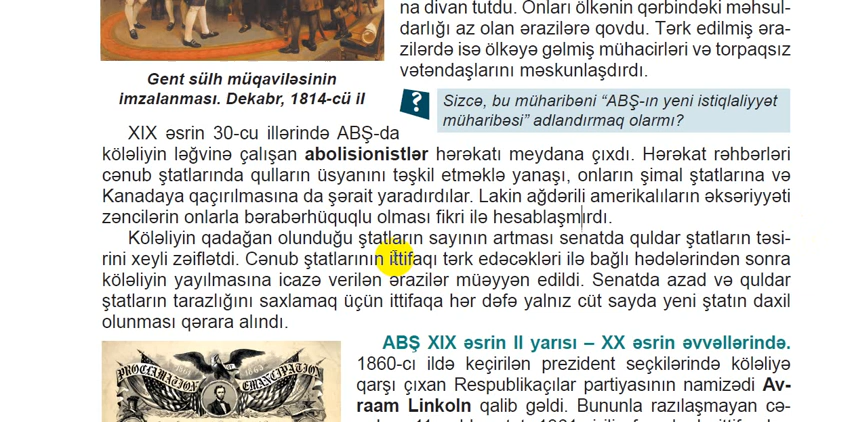 na divan tutdu. Onları ölkənin qərbindəki məhsul-
darlığı az olan ərazilərə qovdu. Tərk edilmiş əra-
zilərdə isə ölkəyə gəlmiş mühacirləri və torpaqsız
vətəndaşlarını məskunlaşdırdı.
Gent sülh müqaviləsinin
imzalanması. Dekabr, 1814-cü il
? Sizcə, bu müharibəni “ABŞ-ın yeni istiqlaliyyət
müharibəsi” adlandırmaq olarmı?
XIX əsrin 30-cu illərində ABŞ-da
köləliyin ləğvinə çalışan abolisionistlər hərəkatı meydana çıxdı. Hərəkat rəhbərləri
cənub ştatlarında qulların üsyanını təşkil etməklə yanaşı, onların şimal ştatlarına və
Kanadaya qaçırılmasına da şərait yaradırdılar. Lakin ağdərili amerikalıların əksəriyyəti
zəncilərin onlarla bərabərhüquqlu olması fikri ilə hesablaşmırdı.
Köləliyin qadağan olunduğu ştatların sayının artması senatda quldar ştatların təsi-
rini xeyli zəiflətdi. Cənub ştatlarının ittifaqı tərk edəcəkləri ilə bağlı hədələrindən sonra
köləliyin yayılmasına icazə verilən ərazilər müəyyən edildi. Senatda azad və quldar
ştatların tarazlığını saxlamaq üçün ittifaqa hər dəfə yalnız cüt sayda yeni ştatın daxil
olunması qərara alındı.
ABŞ XIX əsrin II yarısı – XX əsrin əvvəllərində.
1860-cı ildə keçirilən prezident seçkilərində köləliyə
qarşı çıxan Respublikaçılar partiyasının namizədi Av-
raam Linkoln qalib gəldi. Bununla razılaşmayan cə-
PROCLAMATION EMANCIPATION